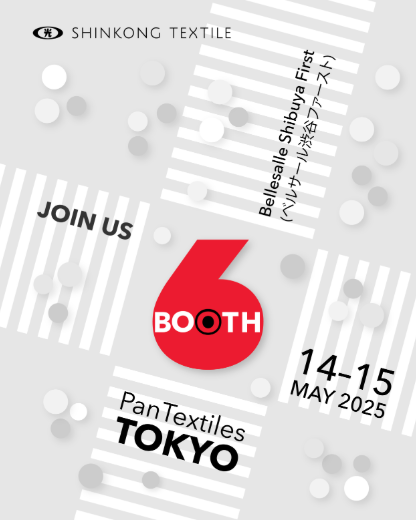 光 SHINKONG TEXTILE
Bellesalle Shibuya First
(ベルサール渋谷ファースト)
JOIN US
6
BOOTH
14-15
MAY 2025
PanTextiles
TOKYO